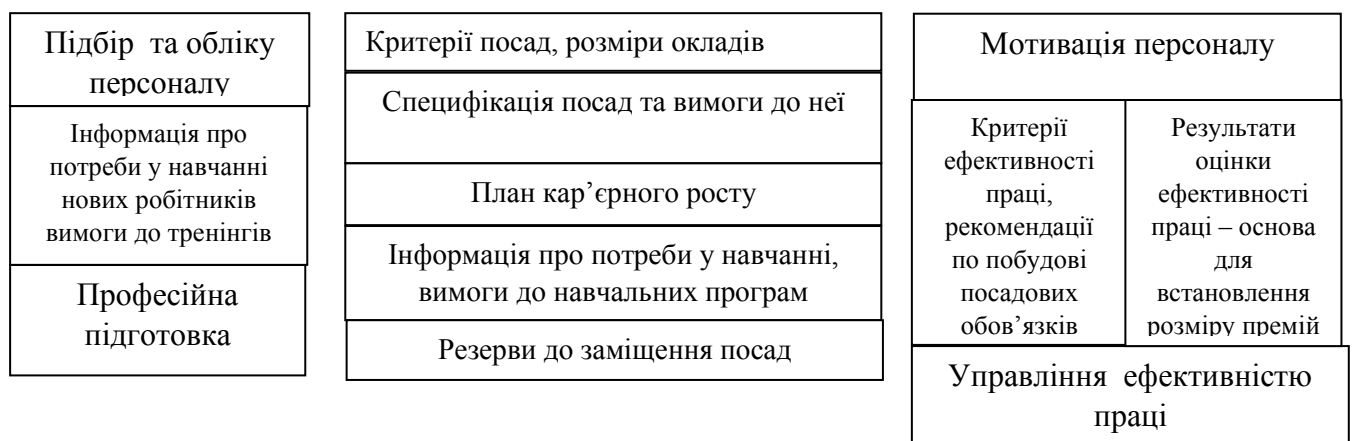 Підбір та обліку
персоналу
Інформація про
потреби у навчанні
нових робітників
вимоги до тренінгів
Професійна
підготовка
Критерії посад, розміри окладів
Специфікація посад та вимоги до неї
План кар’єрного росту
Інформація про потреби у навчанні,
вимоги до навчальних програм
Резерви до заміщення посад
Мотивація персоналу
Критерії
ефективності
праці,
рекомендації
по побудові
посадових
обов’язків
Результати
оцінки
ефективності
праці – основа
для
встановлення
розміру премій
Управління ефективністю
праці